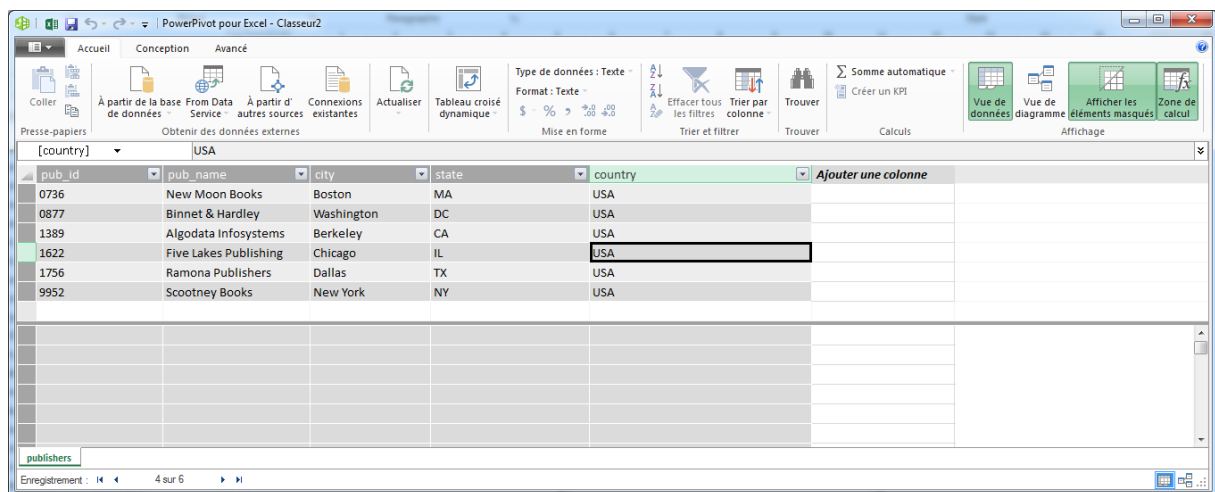 PowerPivot pour Excel - Classeur2
Accueil Conception Avancé
Coller
Presse-papiers
À partir de la base de données
From Data Service
À partir d' autres sources
Connexions existantes
Obtenir des données externes
Actualiser
Tableau croisé dynamique
Type de données : Texte
Format : Texte
$ % , .0 .00 .00 .0
Mise en forme
Effacer tous les filtres
Trier par colonne
Trier et filtrer
Trouver
Trouver
∑ Somme automatique
Créer un KPI
Calculs
Vue de données
Vue de diagramme
Afficher les éléments masqués
Zone de calcul
Affichage
[country] USA
pub_id pub_name city state country Ajouter une colonne
0736 New Moon Books Boston MA USA
0877 Binnet & Hardley Washington DC USA
1389 Algodata Infosystems Berkeley CA USA
1622 Five Lakes Publishing Chicago IL USA
1756 Ramona Publishers Dallas TX USA
9952 Scootney Books New York NY USA
publishers
Enregistrement : 4 sur 6